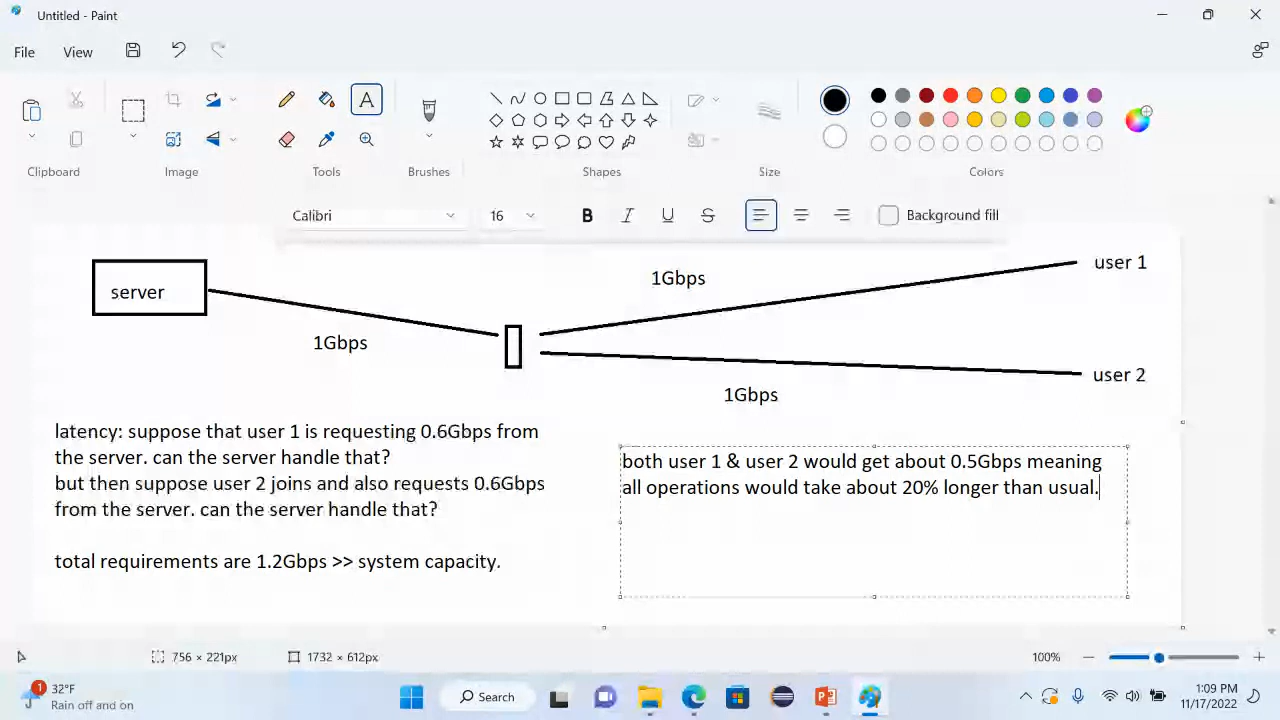 Untitled - Paint
File
View
Clipboard
Image
Tools
Brushes
Shapes
Size
Colors
A
Calibri
16
B
I
U
S
Background fill
server
1Gbps
1Gbps
1Gbps
user 1
user 2
latency: suppose that user 1 is requesting 0.6Gbps from
the server. can the server handle that?
but then suppose user 2 joins and also requests 0.6Gbps
from the server. can the server handle that?
total requirements are 1.2Gbps >> system capacity.
both user 1 & user 2 would get about 0.5Gbps meaning
all operations would take about 20% longer than usual.
756 × 221px
1732 × 612px
100%
1
32°F
Rain off and on
Search
1:09 PM
11/17/2022